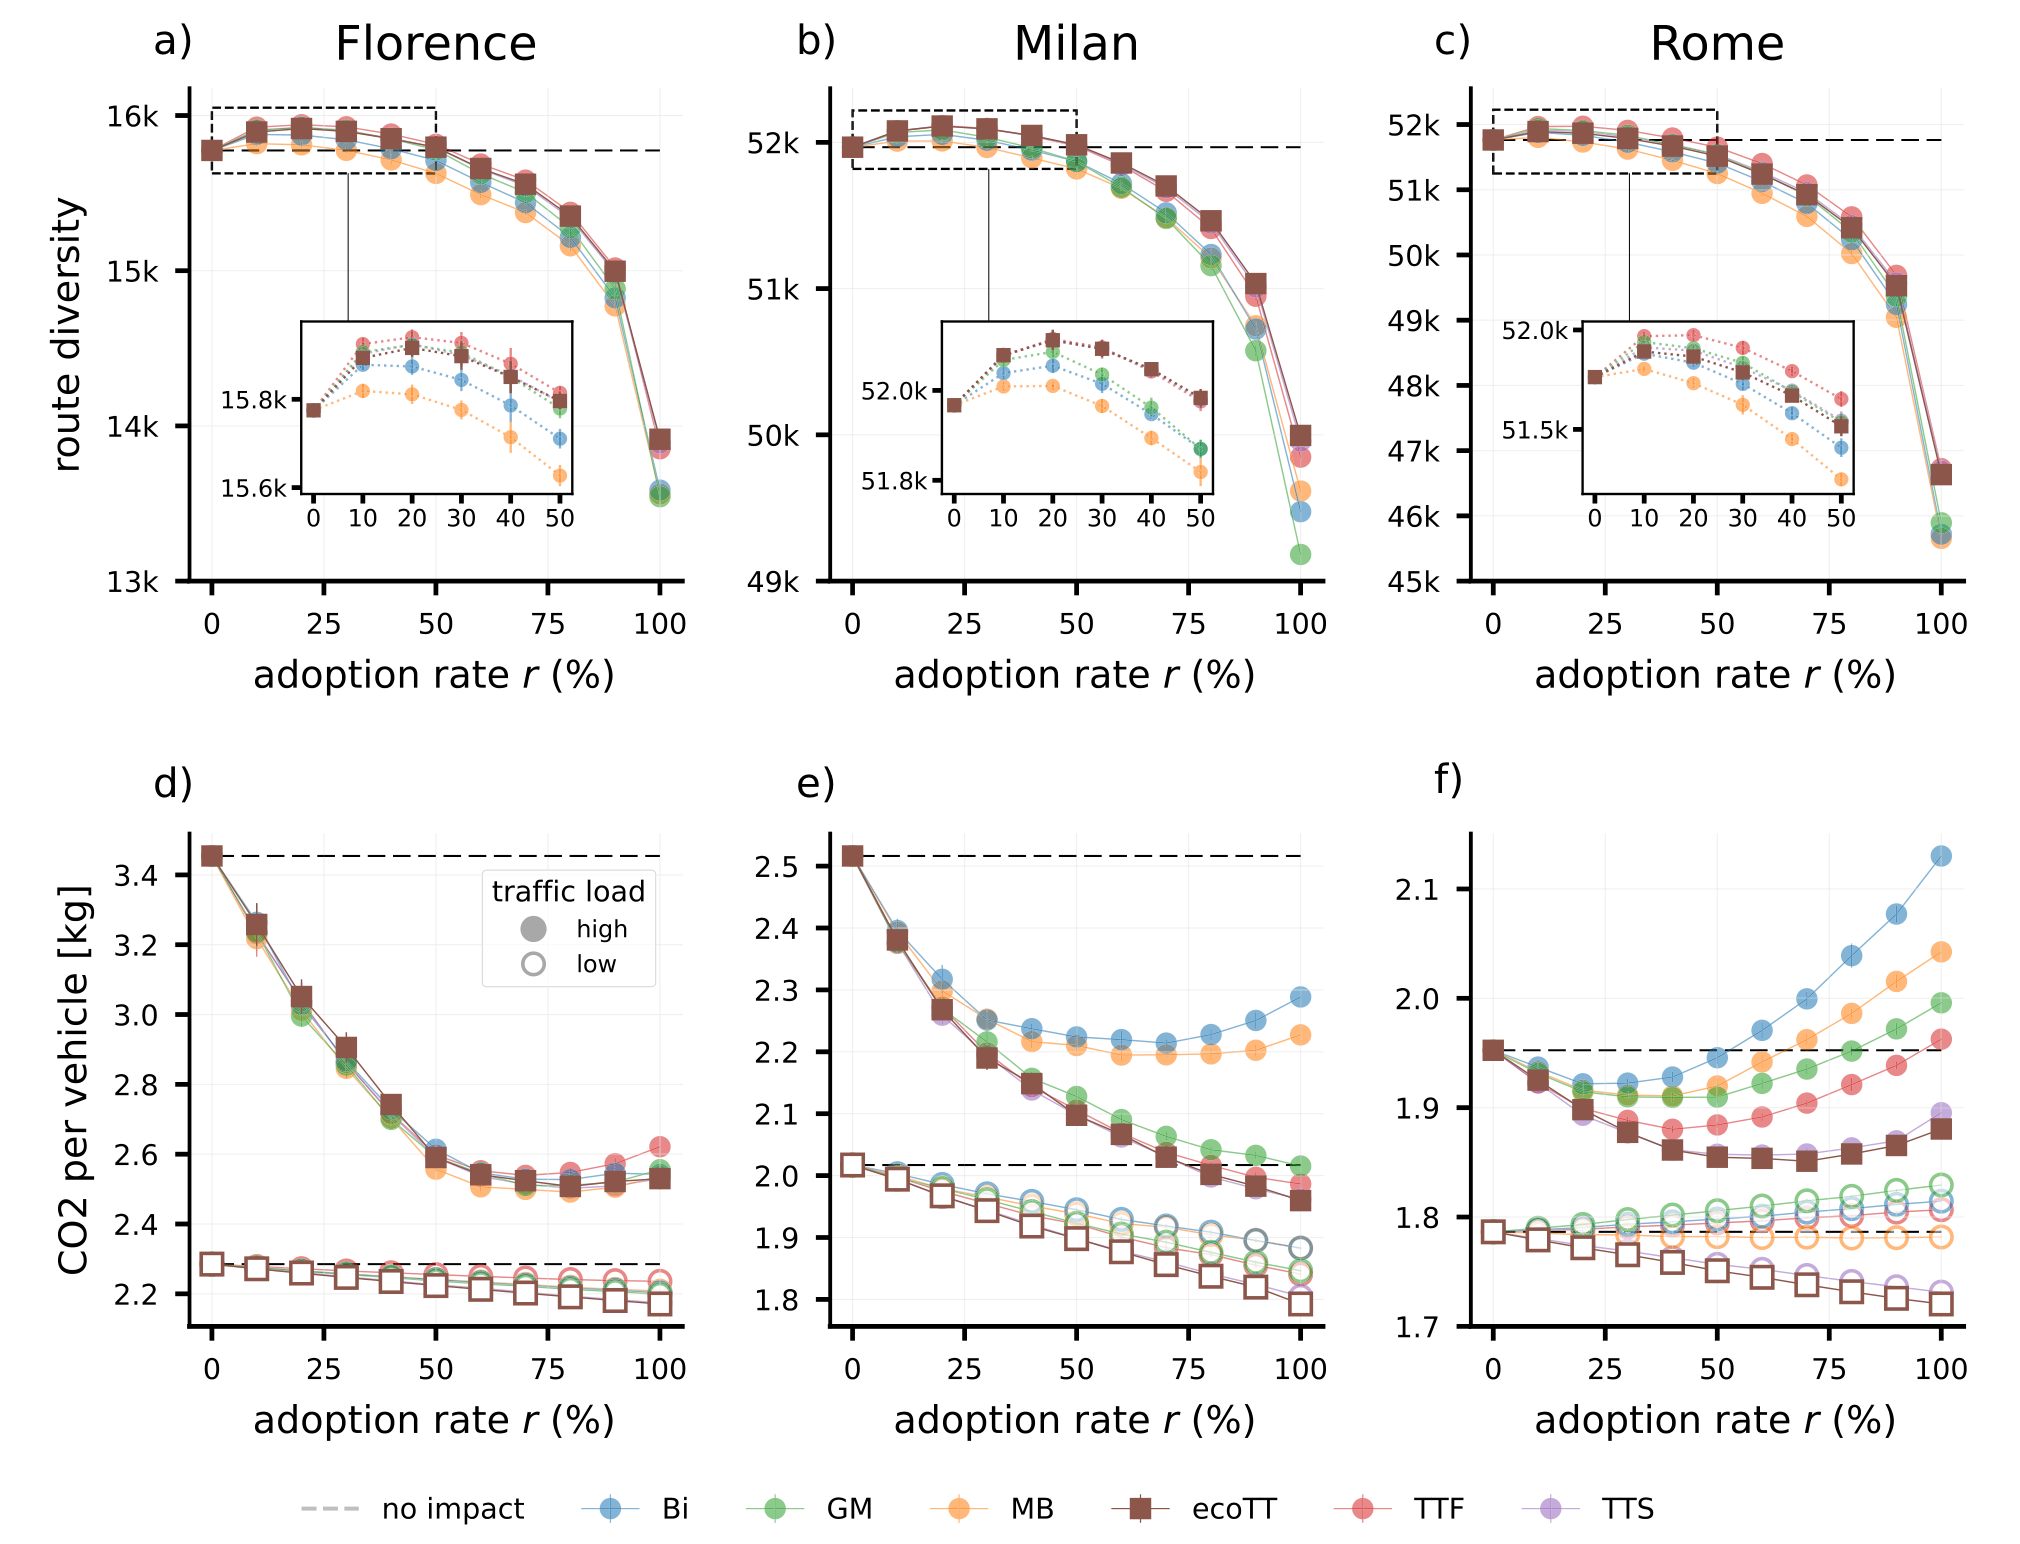 a) Florence
b) Milan
c) Rome
route diversity
16k
15k
14k
13k
15.8k
15.6k
0 10 20 30 40 50
0 25 50 75 100
adoption rate r (%)
52k
51k
50k
49k
52.0k
51.8k
0 10 20 30 40 50
0 25 50 75 100
adoption rate r (%)
52k
51k
50k
49k
48k
47k
46k
45k
52.0k
51.5k
0 10 20 30 40 50
0 25 50 75 100
adoption rate r (%)
d)
CO2 per vehicle [kg]
3.4
3.2
3.0
2.8
2.6
2.4
2.2
traffic load
high
low
0 25 50 75 100
adoption rate r (%)
e)
2.5
2.4
2.3
2.2
2.1
2.0
1.9
1.8
0 25 50 75 100
adoption rate r (%)
f)
2.1
2.0
1.9
1.8
1.7
0 25 50 75 100
adoption rate r (%)
no impact Bi GM MB ecoTT TTF TTS